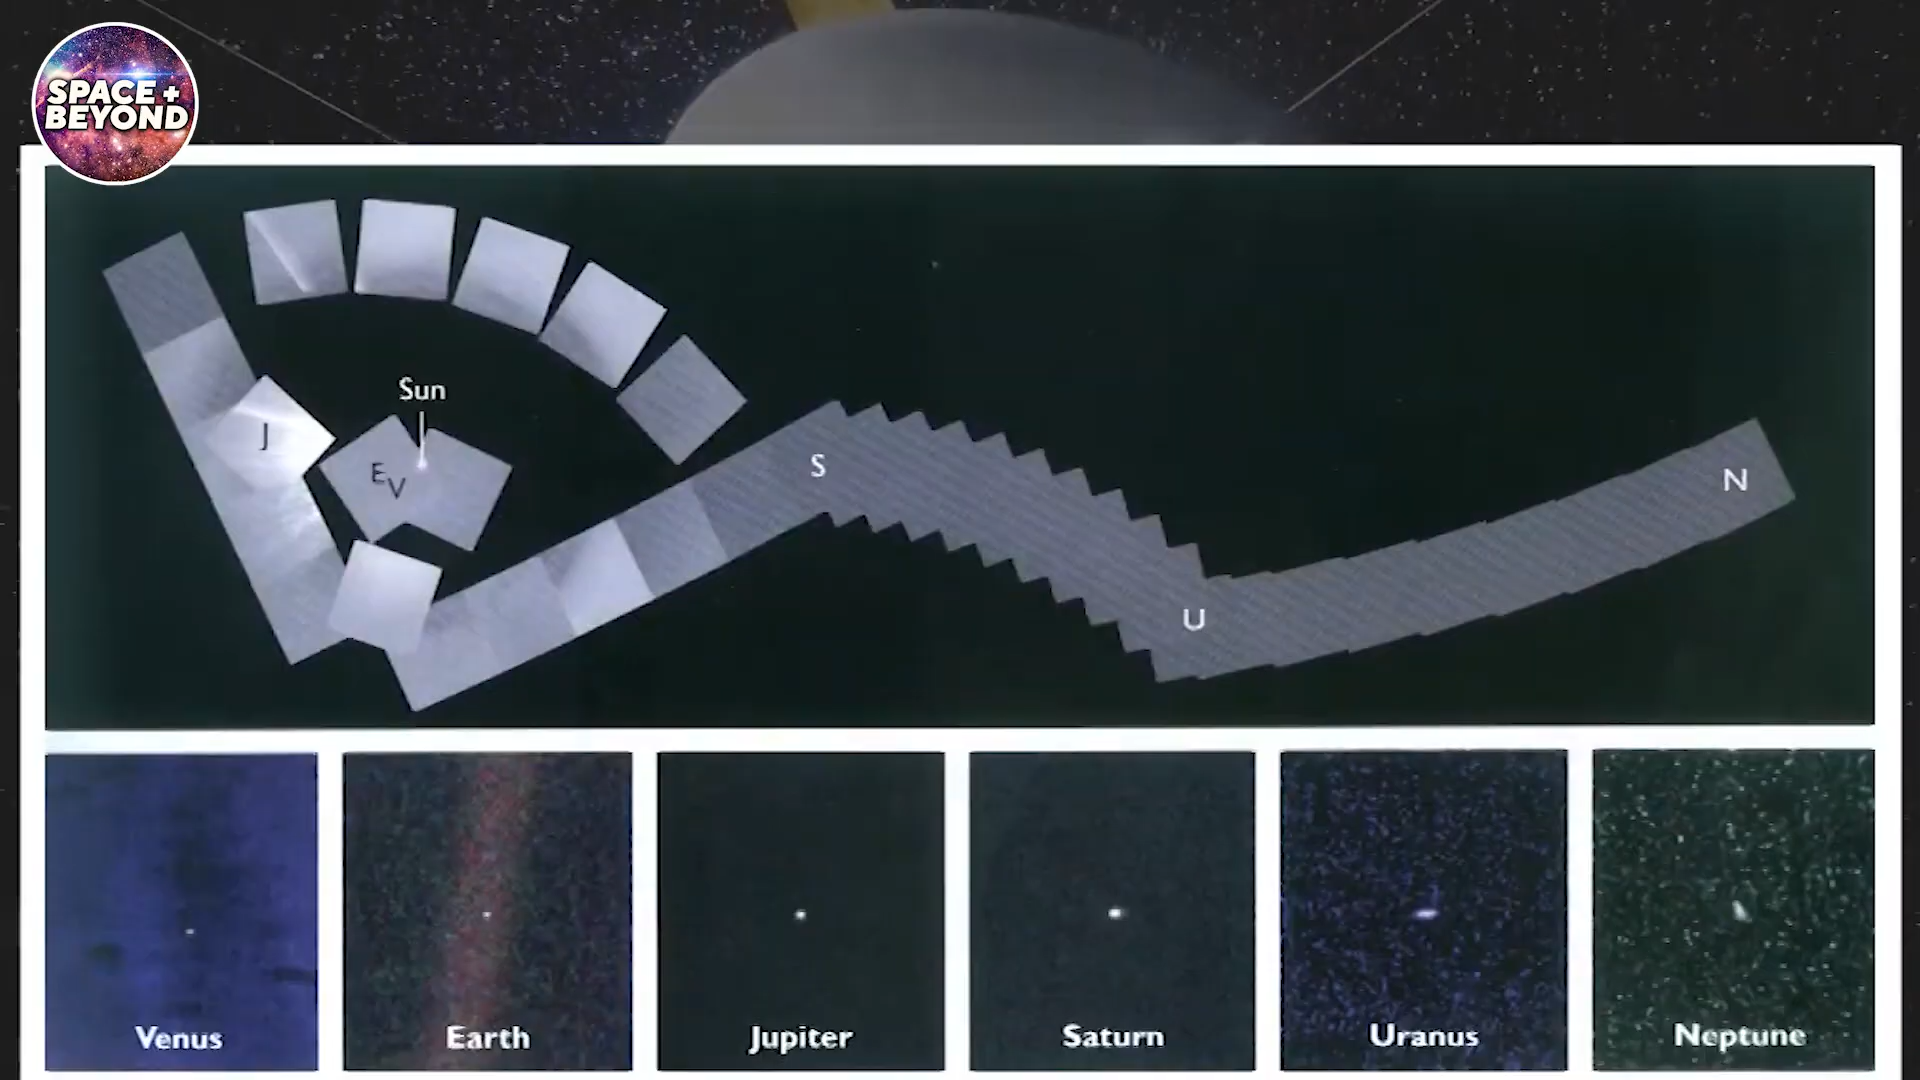 SPACE +
BEYOND
Sun
J
E
V
S
U
N
Venus
Earth
Jupiter
Saturn
Uranus
Neptune